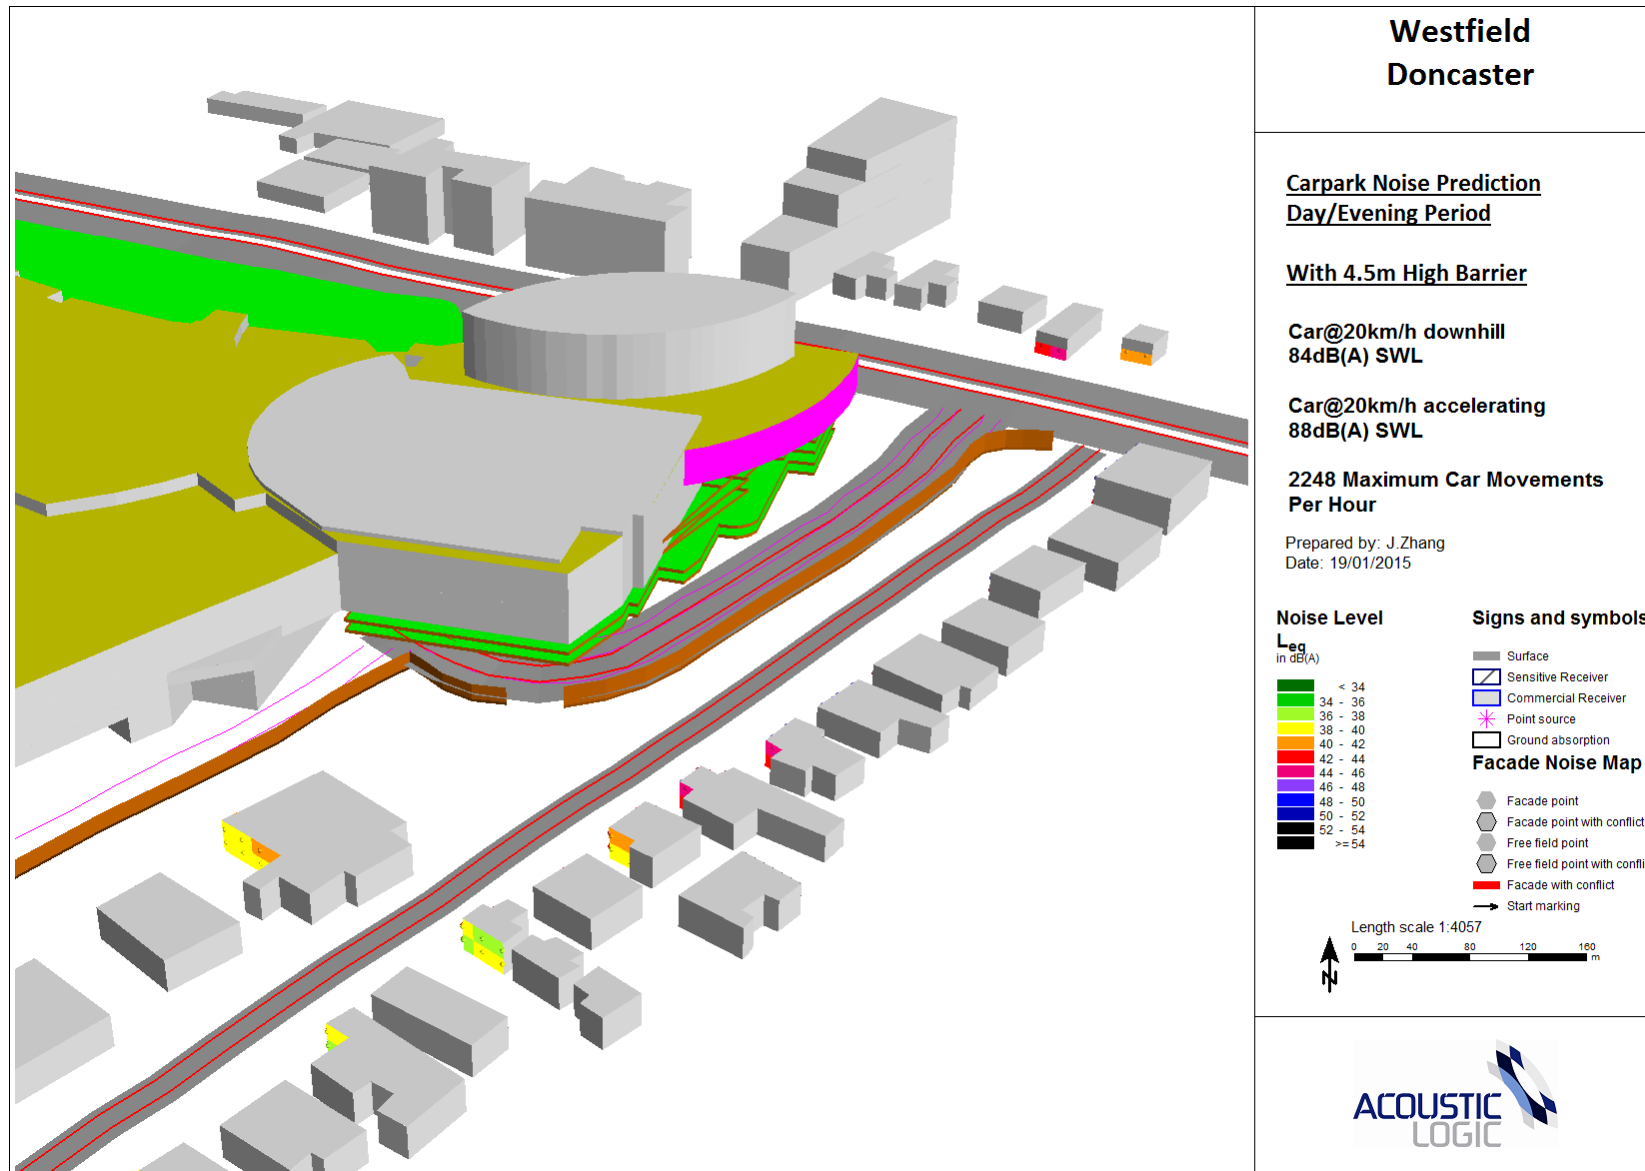 Westfield
Doncaster
Carpark Noise Prediction
Day/Evening Period
With 4.5m High Barrier
Car@20km/h downhill
84dB(A) SWL
Car@20km/h accelerating
88dB(A) SWL
2248 Maximum Car Movements
Per Hour
Prepared by: J.Zhang
Date: 19/01/2015
Noise Level
Leq
in dB(A)
< 34
34 - 36
36 - 38
38 - 40
40 - 42
42 - 44
44 - 46
46 - 48
48 - 50
50 - 52
52 - 54
>= 54
Signs and symbols
Surface
Sensitive Receiver
Commercial Receiver
Point source
Ground absorption
Facade Noise Map
Facade point
Facade point with conflict
Free field point
Free field point with confli
Facade with conflict
Start marking
Length scale 1:4057
0 20 40 80 120 160
m
N
ACOUSTIC
LOGIC